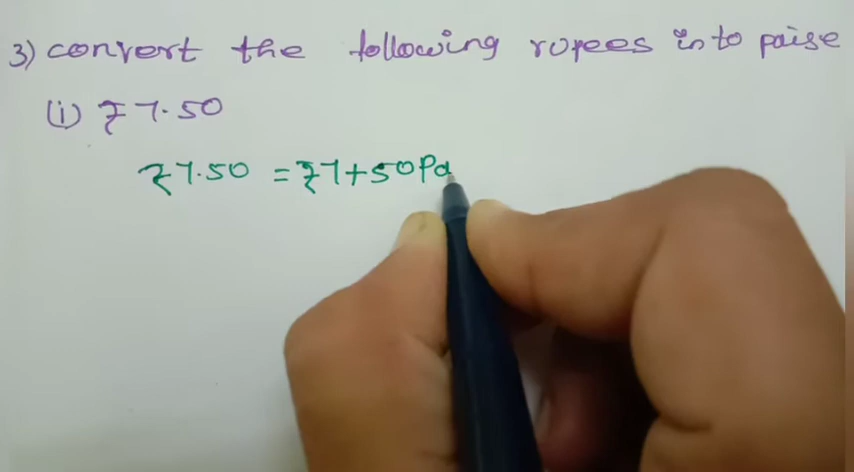 3) convert the following rupees into paise
(i) ₹7.50
₹7.50 = ₹7+50Pa